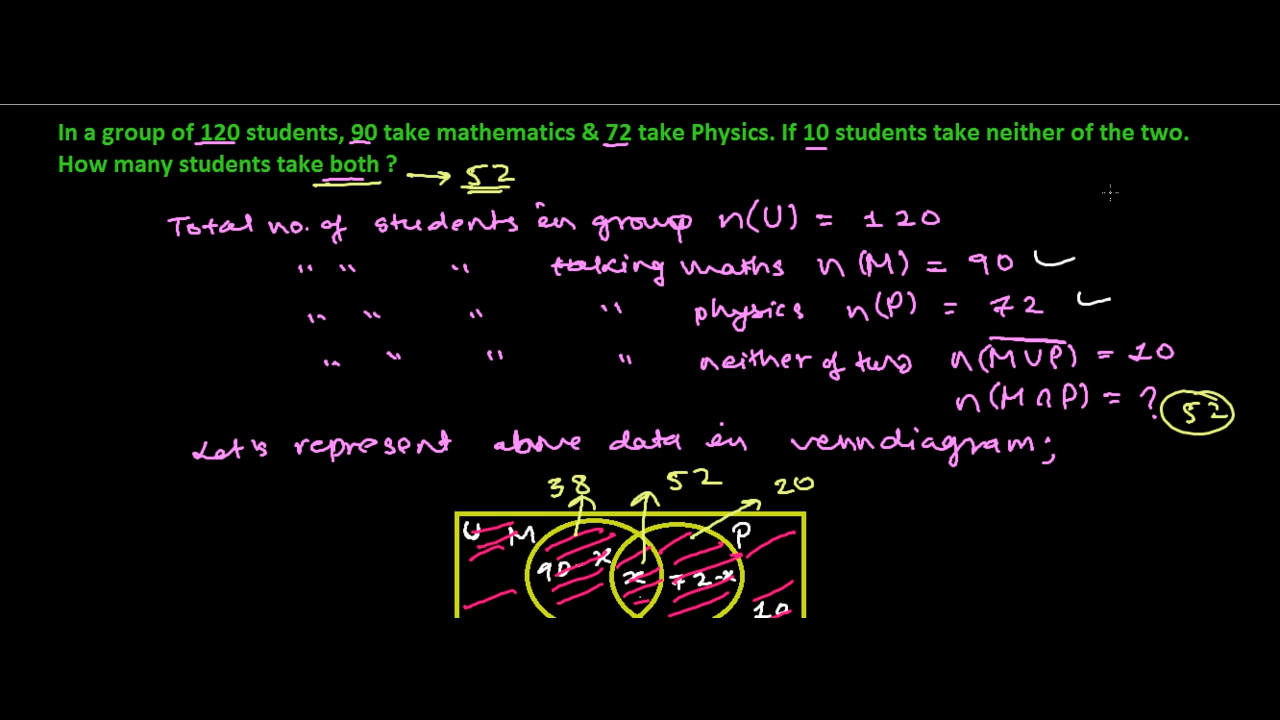 In a group of 120 students, 90 take mathematics & 72 take Physics. If 10 students take neither of the two.
How many students take both ? → 52
Total no. of students in group n(U) = 120
" " " taking maths n(M) = 90 ✓
" " " " physics n(P) = 72 ✓
" " " " neither of two n(M̅ ̅U̅ ̅P̅) = 10
n(M ∩ P) = ? 52
Let's represent above data in venndiagram;
38 52 20
U M P
90-x x 72-x
10